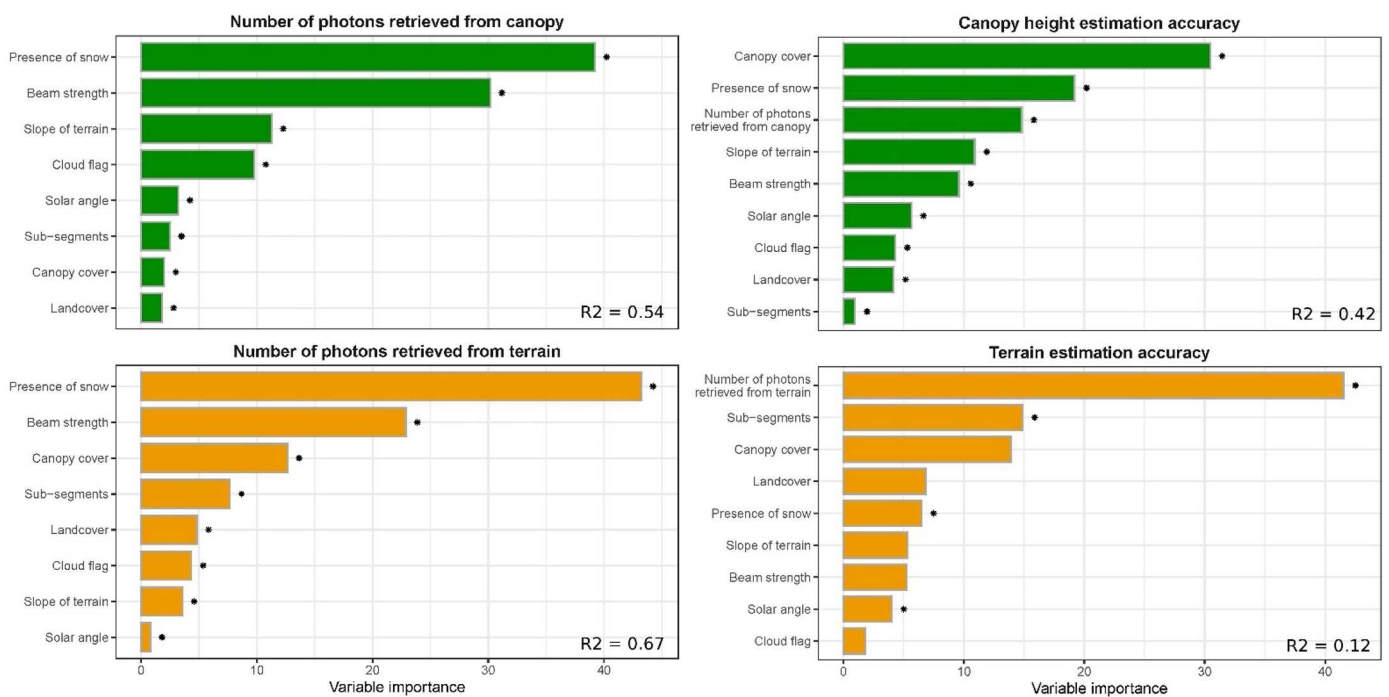 Number of photons retrieved from canopy
Presence of snow
Beam strength
Slope of terrain
Cloud flag
Solar angle
Sub-segments
Canopy cover
Landcover
R2 = 0.54
Canopy height estimation accuracy
Canopy cover
Presence of snow
Number of photons
retrieved from canopy
Slope of terrain
Beam strength
Solar angle
Cloud flag
Landcover
Sub-segments
R2 = 0.42
Number of photons retrieved from terrain
Presence of snow
Beam strength
Canopy cover
Sub-segments
Landcover
Cloud flag
Slope of terrain
Solar angle
R2 = 0.67
0 10 20 30 40
Variable importance
Terrain estimation accuracy
Number of photons
retrieved from terrain
Sub-segments
Canopy cover
Landcover
Presence of snow
Slope of terrain
Beam strength
Solar angle
Cloud flag
R2 = 0.12
0 10 20 30 40
Variable importance